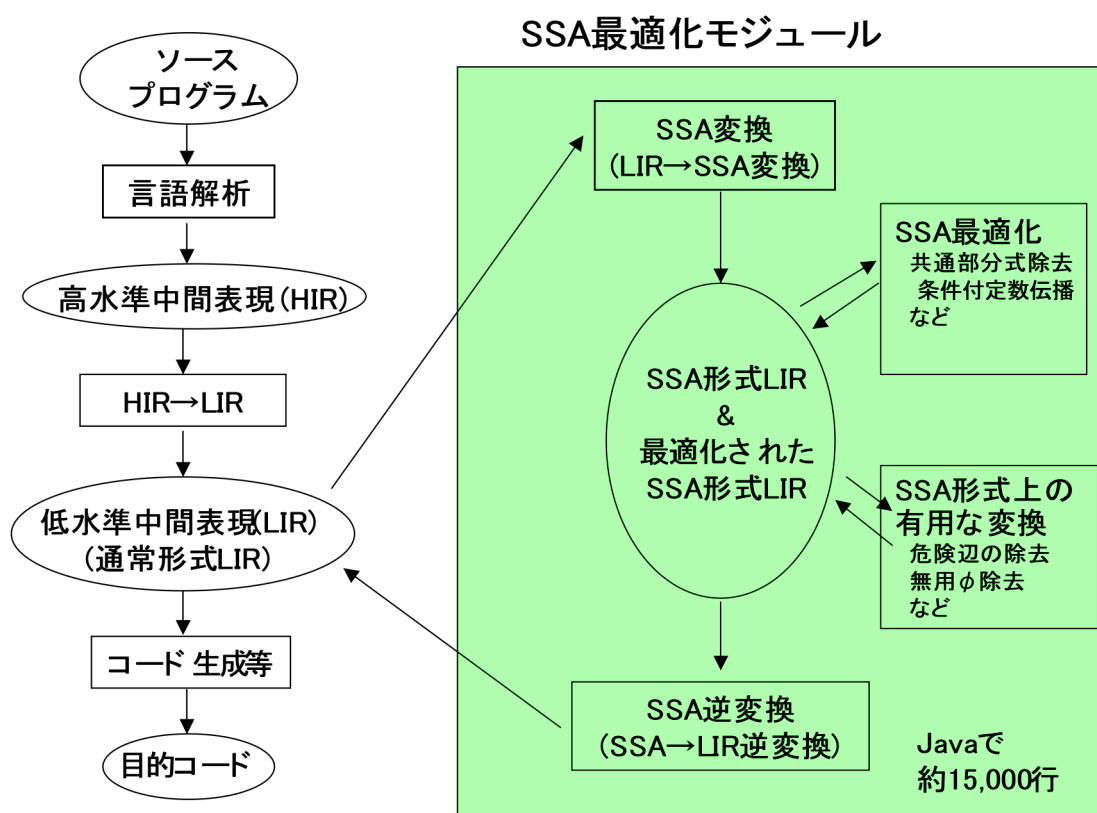 SSA最適化モジュール
ソース
プログラム
言語解析
高水準中間表現(HIR)
HIR→LIR
低水準中間表現(LIR)
(通常形式LIR)
コード 生成等
目的コード
SSA変換
(LIR→SSA変換)
SSA最適化
共通部分式除去
条件付定数伝播
など
SSA形式LIR
&
最適化された
SSA形式LIR
SSA形式上の
有用な変換
危険辺の除去
無用φ除去
など
SSA逆変換
(SSA→LIR逆変換)
Javaで
約15,000行